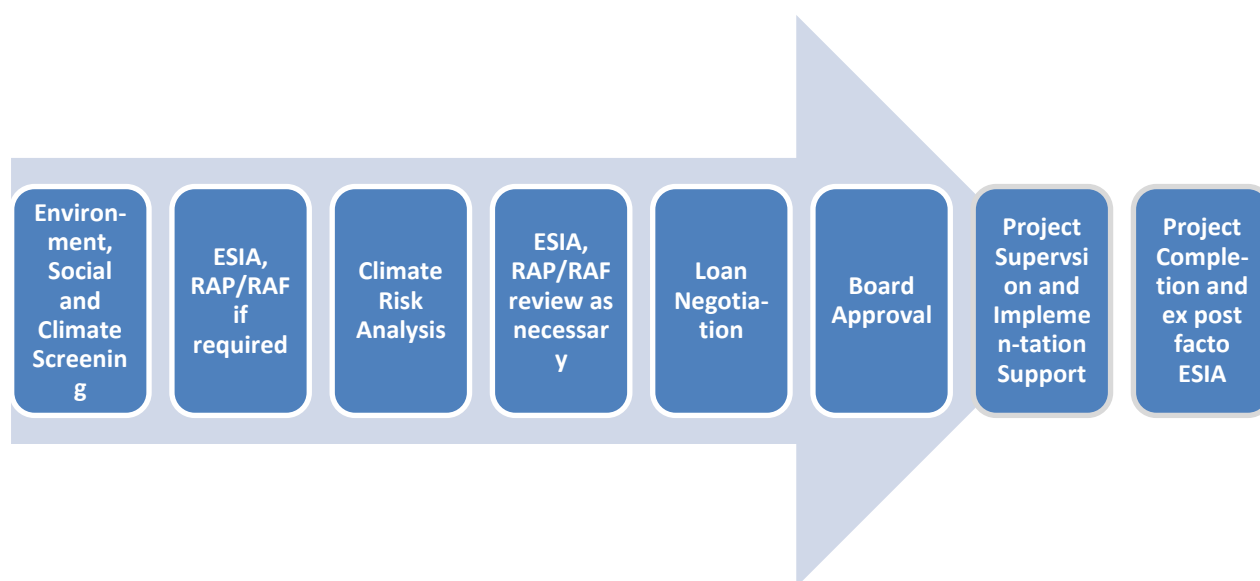 Environ-
ment,
Social
and
Climate
Screenin
g
ESIA,
RAP/RAF
if
required
Climate
Risk
Analysis
ESIA,
RAP/RAF
review as
necessar
y
Loan
Negotia-
tion
Board
Approval
Project
Supervsi
on and
Impleme
n-tation
Support
Project
Comple-
tion and
ex post
facto
ESIA